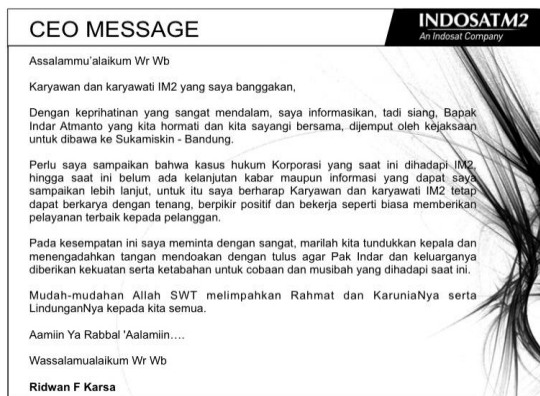 CEO MESSAGE
INDOSATM2
An Indosat Company
Assalammu'alaikum Wr Wb
Karyawan dan karyawati IM2 yang saya banggakan,
Dengan keprihatinan yang sangat mendalam, saya informasikan, tadi siang, Bapak
Indar Atmanto yang kita hormati dan kita sayangi bersama, dijemput oleh kejaksaan
untuk dibawa ke Sukamiskin - Bandung.
Perlu saya sampaikan bahwa kasus hukum Korporasi yang saat ini dihadapi IM2,
hingga saat ini belum ada kelanjutan kabar maupun informasi yang dapat saya
sampaikan lebih lanjut, untuk itu saya berharap Karyawan dan karyawati IM2 tetap
dapat berkarya dengan tenang, berpikir positif dan bekerja seperti biasa memberikan
pelayanan terbaik kepada pelanggan.
Pada kesempatan ini saya meminta dengan sangat, marilah kita tundukkan kepala dan
menengadahkan tangan mendoakan dengan tulus agar Pak Indar dan keluarganya
diberikan kekuatan serta ketabahan untuk cobaan dan musibah yang dihadapi saat ini.
Mudah-mudahan Allah SWT melimpahkan Rahmat dan KaruniaNya serta
LindunganNya kepada kita semua.
Aamiin Ya Rabbal 'Aalamiin....
Wassalamualaikum Wr Wb
Ridwan F Karsa